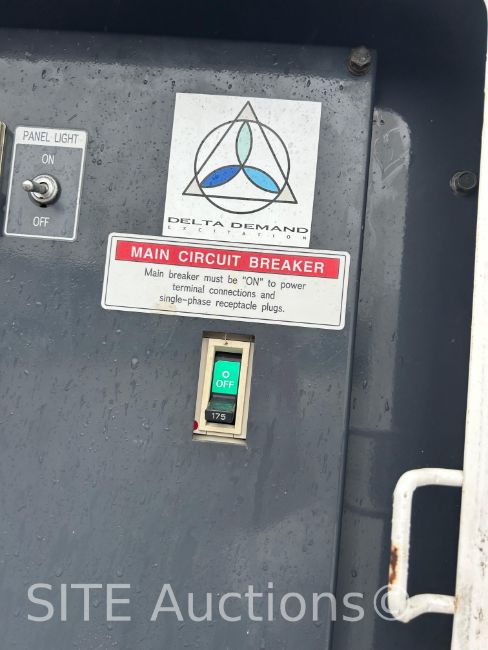 PANEL LIGHT
ON
OFF
DELTA DEMAND
EXCITATION
MAIN CIRCUIT BREAKER
Main breaker must be "ON" to power
terminal connections and
single-phase receptacle plugs.
O
OFF
175
SITE Auctions©